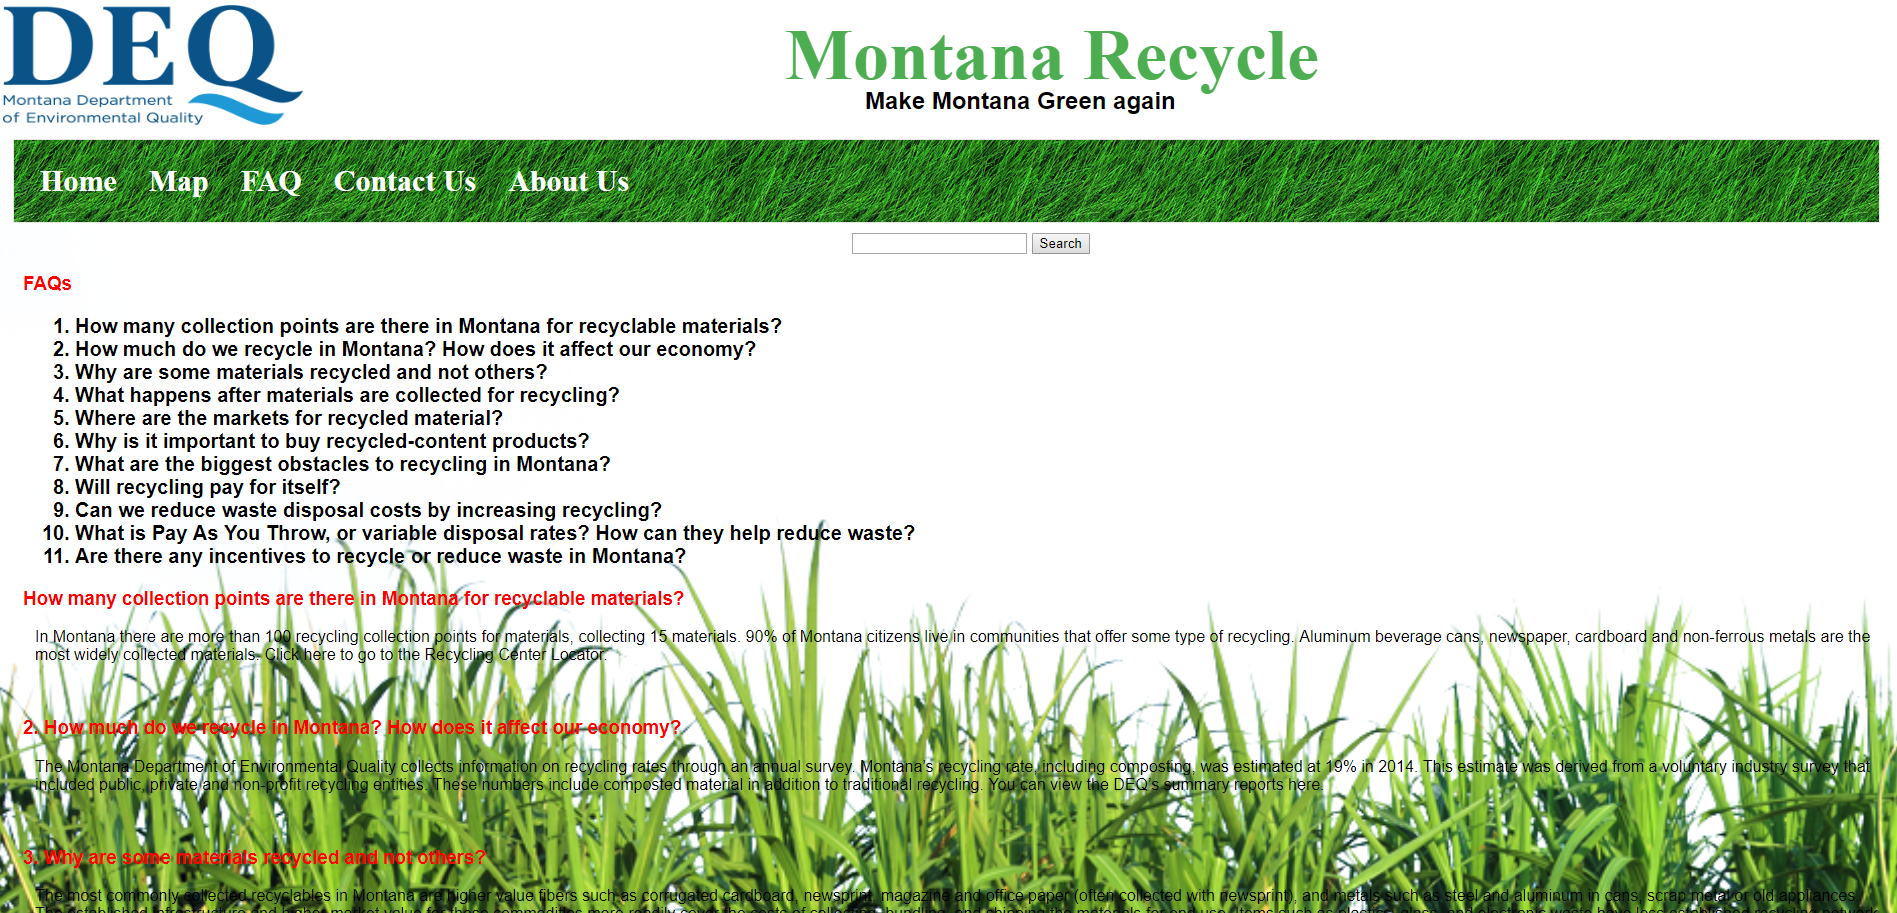 DEQ
Montana Department
of Environmental Quality
Montana Recycle
Make Montana Green again
Home Map FAQ Contact Us About Us
Search
FAQs
1. How many collection points are there in Montana for recyclable materials?
2. How much do we recycle in Montana? How does it affect our economy?
3. Why are some materials recycled and not others?
4. What happens after materials are collected for recycling?
5. Where are the markets for recycled material?
6. Why is it important to buy recycled-content products?
7. What are the biggest obstacles to recycling in Montana?
8. Will recycling pay for itself?
9. Can we reduce waste disposal costs by increasing recycling?
10. What is Pay As You Throw, or variable disposal rates? How can they help reduce waste?
11. Are there any incentives to recycle or reduce waste in Montana?
How many collection points are there in Montana for recyclable materials?
In Montana there are more than 100 recycling collection points for materials, collecting 15 materials. 90% of Montana citizens live in communities that offer some type of recycling. Aluminum beverage cans, newspaper, cardboard and non-ferrous metals are the
most widely collected materials. Click here to go to the Recycling Center Locator.
2. How much do we recycle in Montana? How does it affect our economy?
The Montana Department of Environmental Quality collects information on recycling rates through an annual survey. Montana's recycling rate, including composting, was estimated at 19% in 2014. This estimate was derived from a voluntary industry survey that
included public, private and non-profit recycling entities. These numbers include composted material in addition to traditional recycling. You can view the DEQ's summary reports here.
3. Why are some materials recycled and not others?
The most commonly collected recyclables in Montana are higher value fibers such as corrugated cardboard, newsprint, magazine and office paper (often collected with newsprint), and metals such as steel and aluminum in cans, scrap metal or old appliances.